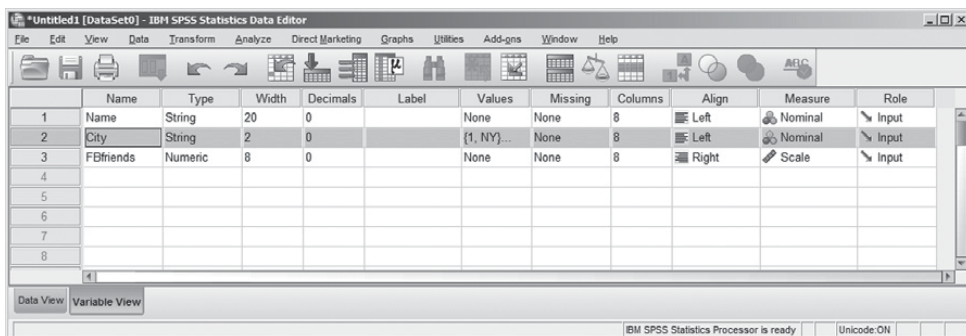 *Untitled1 [DataSet0] - IBM SPSS Statistics Data Editor
File Edit View Data Transform Analyze Direct Marketing Graphs Utilities Add-ons Window Help
Name Type Width Decimals Label Values Missing Columns Align Measure Role
1 Name String 20 0 None None 8 Left Nominal Input
2 City String 2 0 {1, NY}... None 8 Left Nominal Input
3 FBfriends Numeric 8 0 None None 8 Right Scale Input
4
5
6
7
8
Data View Variable View
IBM SPSS Statistics Processor is ready Unicode:ON